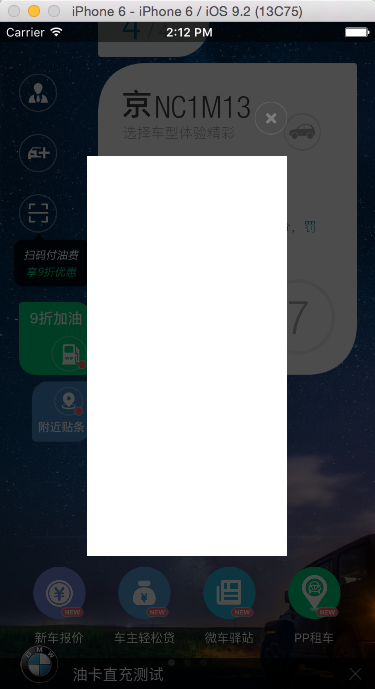 iPhone 6 - iPhone 6 / iOS 9.2 (13C75)
Carrier 2:12 PM
4
京NC1M13
选择车型体验精彩
扫码付油费
享9折优惠
9折加油
7
附近贴条
NEW NEW NEW NEW
新车报价 车主轻松贷 微车驿站 PP租车
BMW
油卡直充测试